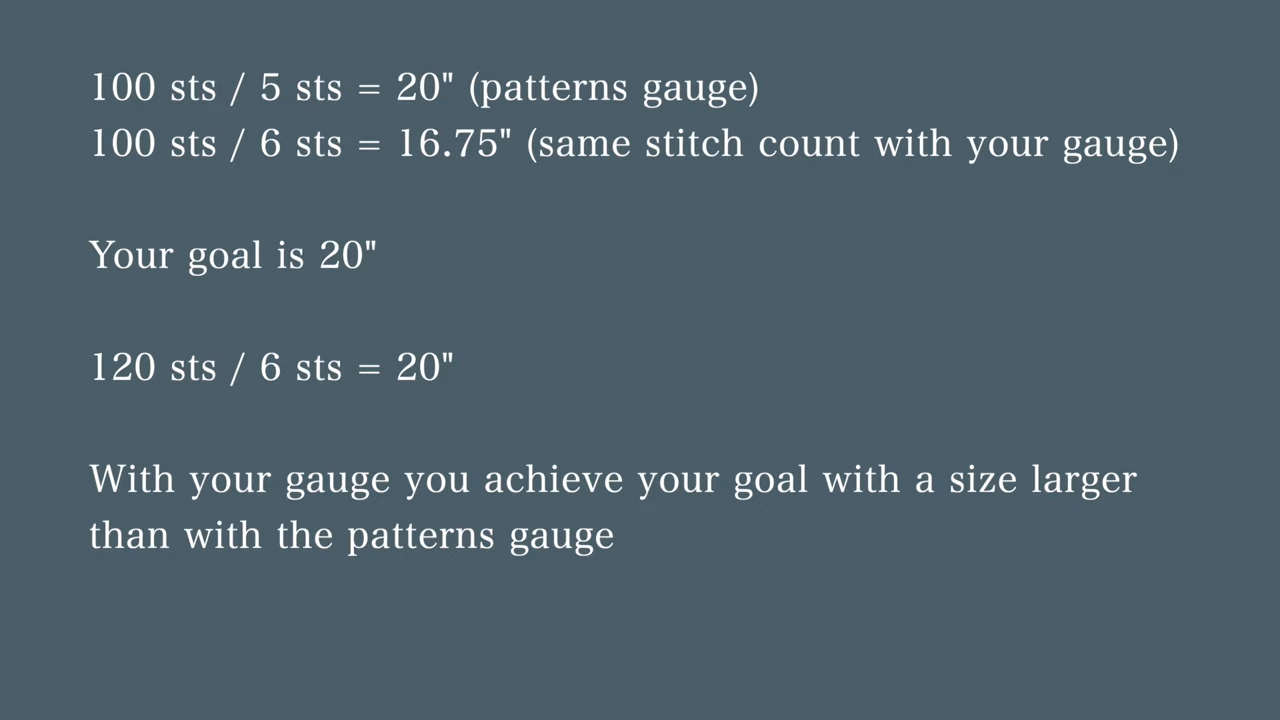 100 sts / 5 sts = 20" (patterns gauge)
100 sts / 6 sts = 16.75" (same stitch count with your gauge)
Your goal is 20"
120 sts / 6 sts = 20"
With your gauge you achieve your goal with a size larger
than with the patterns gauge